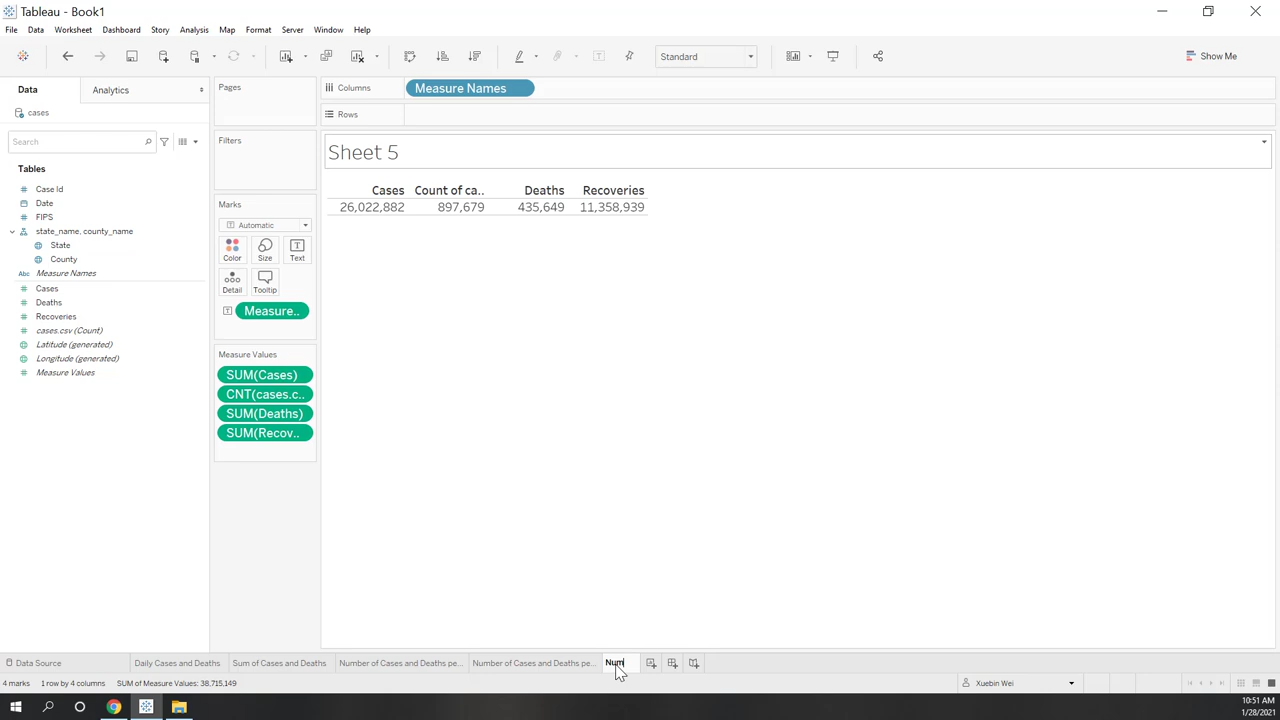 Tableau - Book1
File Data Worksheet Dashboard Story Analysis Map Format Server Window Help
Standard
Show Me
Data Analytics
cases
Search
Tables
Case Id
Date
FIPS
state_name, county_name
State
County
Abc Measure Names
Cases
Deaths
Recoveries
cases.csv (Count)
Latitude (generated)
Longitude (generated)
Measure Values
Pages
Filters
Marks
T Automatic
Color Size T Text
Detail Tooltip
T Measure..
Measure Values
SUM(Cases)
CNT(cases.c..
SUM(Deaths)
SUM(Recov..
Columns Measure Names
Rows
Sheet 5
Cases Count of ca.. Deaths Recoveries
26,022,882 897,679 435,649 11,358,939
Data Source Daily Cases and Deaths Sum of Cases and Deaths Number of Cases and Deaths pe... Number of Cases and Deaths pe... Num
4 marks 1 row by 4 columns SUM of Measure Values: 38,715,149 Xuebin Wei
10:51 AM
1/28/2021